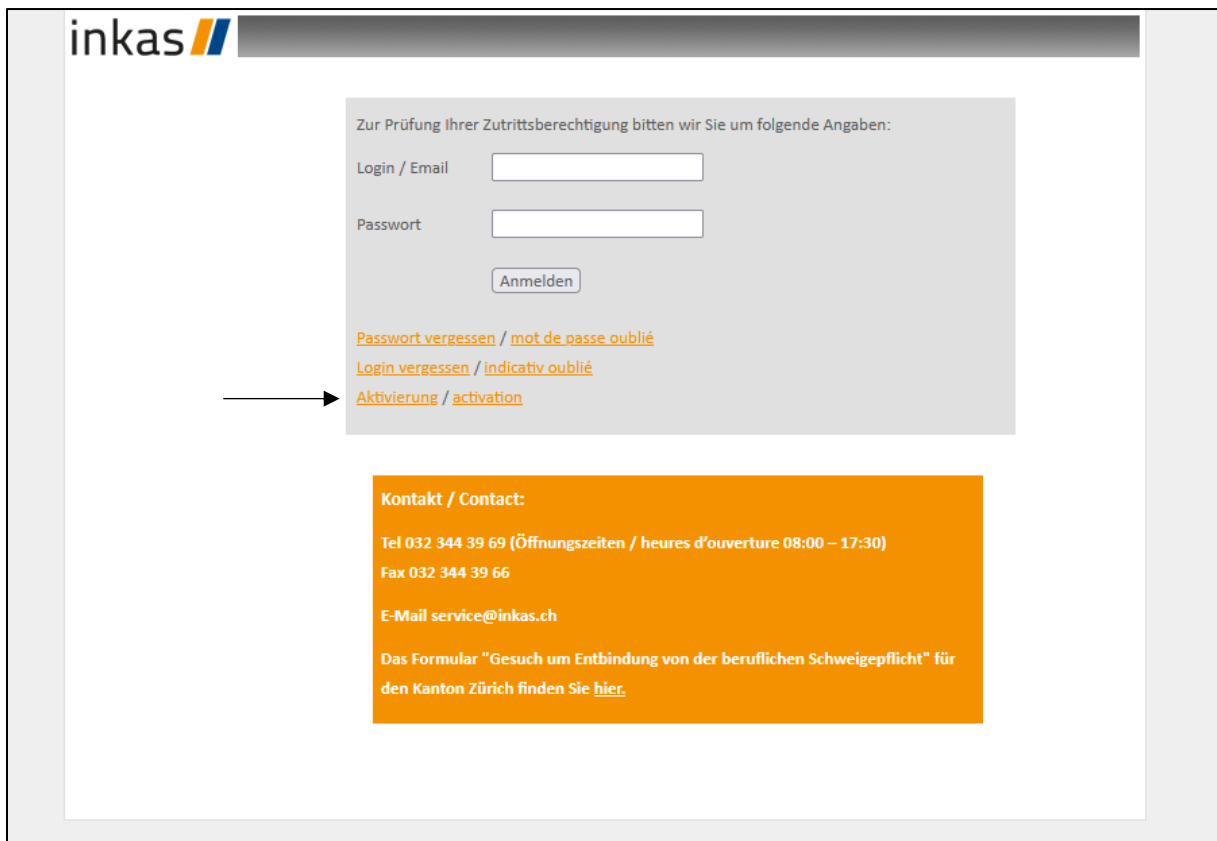 inkas
Zur Prüfung Ihrer Zutrittsberechtigung bitten wir Sie um folgende Angaben:
Login / Email
Passwort
Anmelden
Passwort vergessen / mot de passe oublié
Login vergessen / indicativ oublié
Aktivierung / activation
Kontakt / Contact:
Tel 032 344 39 69 (Öffnungszeiten / heures d’ouverture 08:00 – 17:30)
Fax 032 344 39 66
E-Mail service@inkas.ch
Das Formular "Gesuch um Entbindung von der beruflichen Schweigepflicht" für
den Kanton Zürich finden Sie hier.